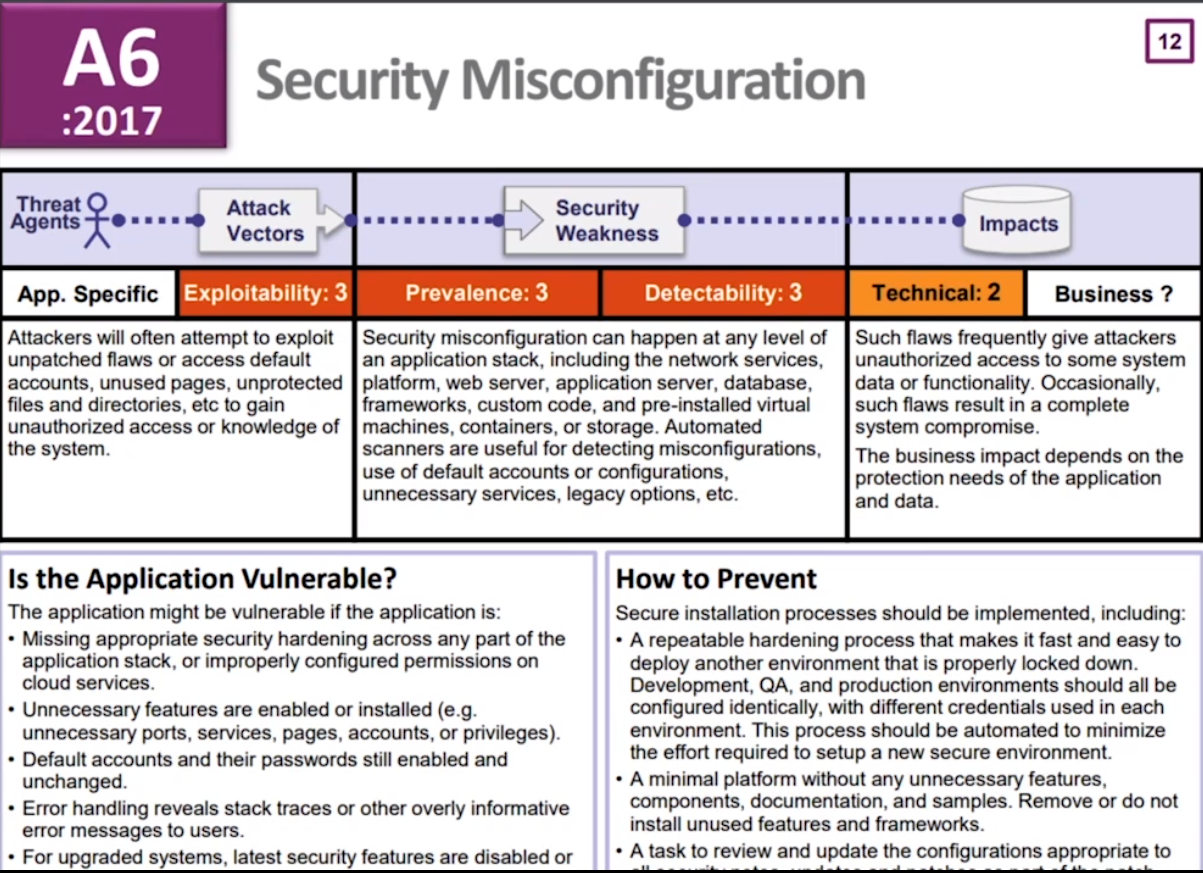 A6
:2017
Security Misconfiguration
12
Threat
Agents
Attack
Vectors
Security
Weakness
Impacts
App. Specific
Exploitability: 3
Prevalence: 3
Detectability: 3
Technical: 2
Business ?
Attackers will often attempt to exploit
unpatched flaws or access default
accounts, unused pages, unprotected
files and directories, etc to gain
unauthorized access or knowledge of
the system.
Security misconfiguration can happen at any level of
an application stack, including the network services,
platform, web server, application server, database,
frameworks, custom code, and pre-installed virtual
machines, containers, or storage. Automated
scanners are useful for detecting misconfigurations,
use of default accounts or configurations,
unnecessary services, legacy options, etc.
Such flaws frequently give attackers
unauthorized access to some system
data or functionality. Occasionally,
such flaws result in a complete
system compromise.
The business impact depends on the
protection needs of the application
and data.
Is the Application Vulnerable?
The application might be vulnerable if the application is:
• Missing appropriate security hardening across any part of the
application stack, or improperly configured permissions on
cloud services.
• Unnecessary features are enabled or installed (e.g.
unnecessary ports, services, pages, accounts, or privileges).
• Default accounts and their passwords still enabled and
unchanged.
• Error handling reveals stack traces or other overly informative
error messages to users.
• For upgraded systems, latest security features are disabled or
How to Prevent
Secure installation processes should be implemented, including:
• A repeatable hardening process that makes it fast and easy to
deploy another environment that is properly locked down.
Development, QA, and production environments should all be
configured identically, with different credentials used in each
environment. This process should be automated to minimize
the effort required to setup a new secure environment.
• A minimal platform without any unnecessary features,
components, documentation, and samples. Remove or do not
install unused features and frameworks.
• A task to review and update the configurations appropriate to